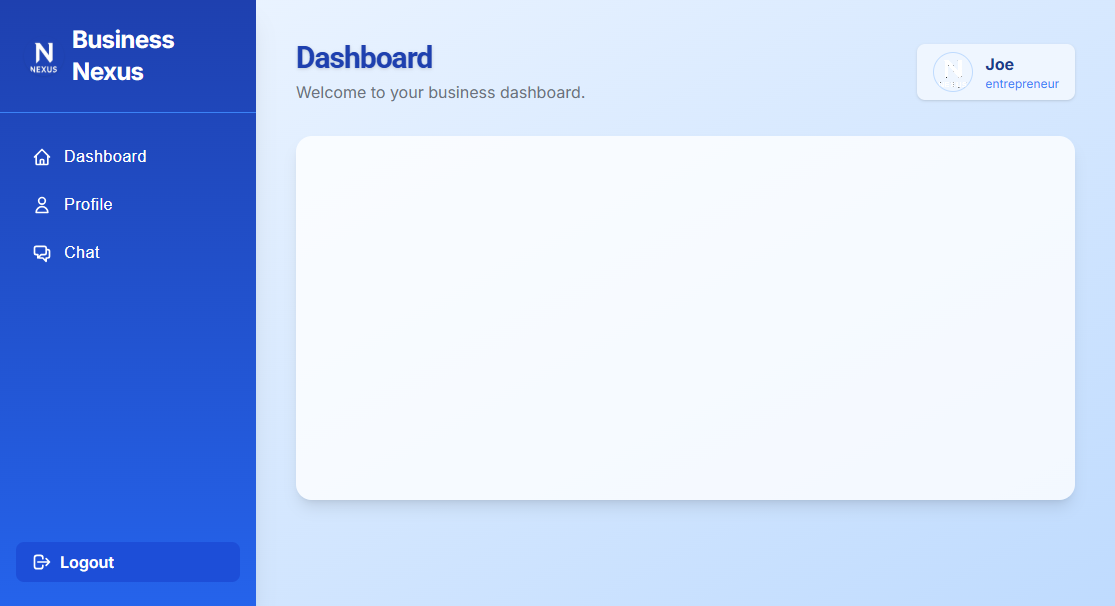 N
NEXUS
Business
Nexus
Dashboard
Profile
Chat
Logout
Dashboard
Welcome to your business dashboard.
Joe
entrepreneur